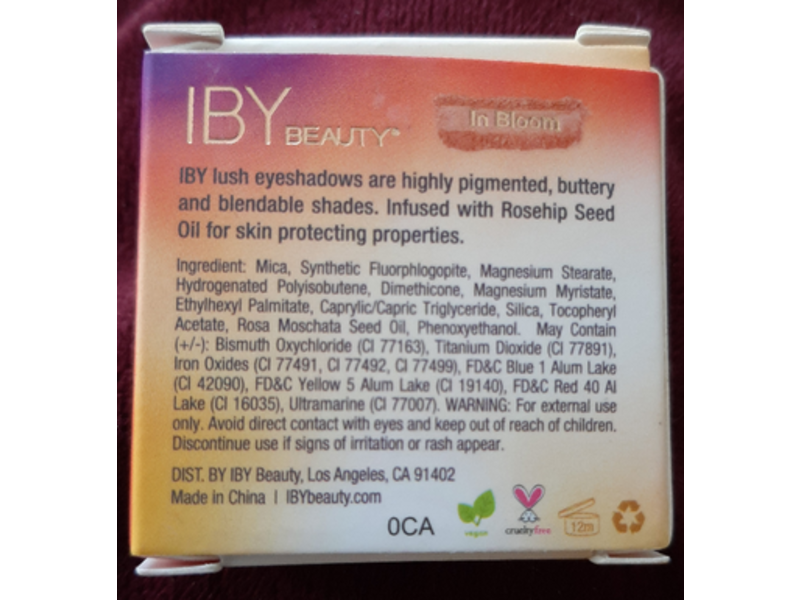 IBY BEAUTY
In Bloom
IBY lush eyeshadows are highly pigmented, buttery
and blendable shades. Infused with Rosehip Seed
Oil for skin protecting properties.
Ingredient: Mica, Synthetic Fluorphlogopite, Magnesium Stearate,
Hydrogenated Polyisobutene, Dimethicone, Magnesium Myristate,
Ethylhexyl Palmitate, Caprylic/Capric Triglyceride, Silica, Tocopheryl
Acetate, Rosa Moschata Seed Oil, Phenoxyethanol. May Contain
(+/-): Bismuth Oxychloride (CI 77163), Titanium Dioxide (CI 77891),
Iron Oxides (CI 77491, CI 77492, CI 77499), FD&C Blue 1 Alum Lake
(CI 42090), FD&C Yellow 5 Alum Lake (CI 19140), FD&C Red 40 Al
Lake (CI 16035), Ultramarine (CI 77007). WARNING: For external use
only. Avoid direct contact with eyes and keep out of reach of children.
Discontinue use if signs of irritation or rash appear.
DIST. BY IBY Beauty, Los Angeles, CA 91402
Made in China | IBYbeauty.com
0CA
vegan
crueltyfree
12m